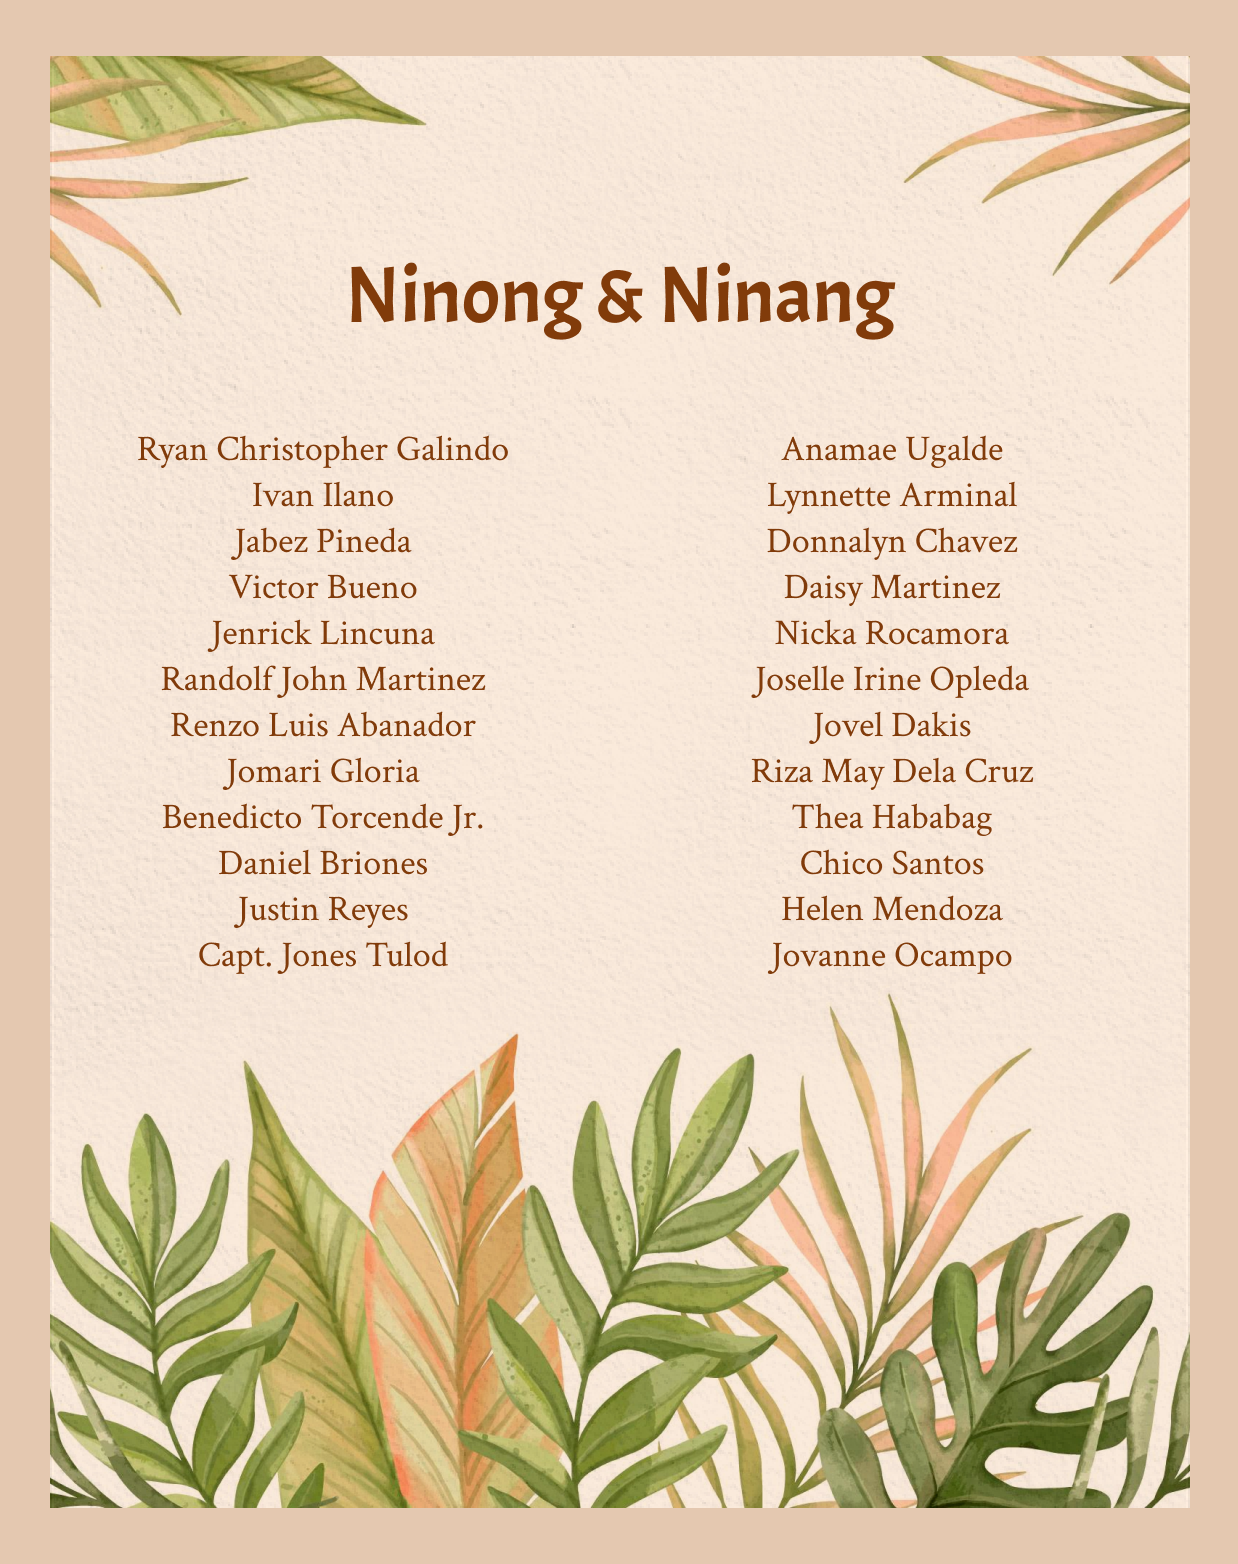 Ninong & Ninang
Ryan Christopher Galindo
Ivan Ilano
Jabez Pineda
Victor Bueno
Jenrick Lincuna
Randolf John Martinez
Renzo Luis Abanador
Jomari Gloria
Benedicto Torcende Jr.
Daniel Briones
Justin Reyes
Capt. Jones Tulod
Anamae Ugalde
Lynnette Arminal
Donnalyn Chavez
Daisy Martinez
Nicka Rocamora
Joselle Irine Opleda
Jovel Dakis
Riza May Dela Cruz
Thea Hababag
Chico Santos
Helen Mendoza
Jovanne Ocampo